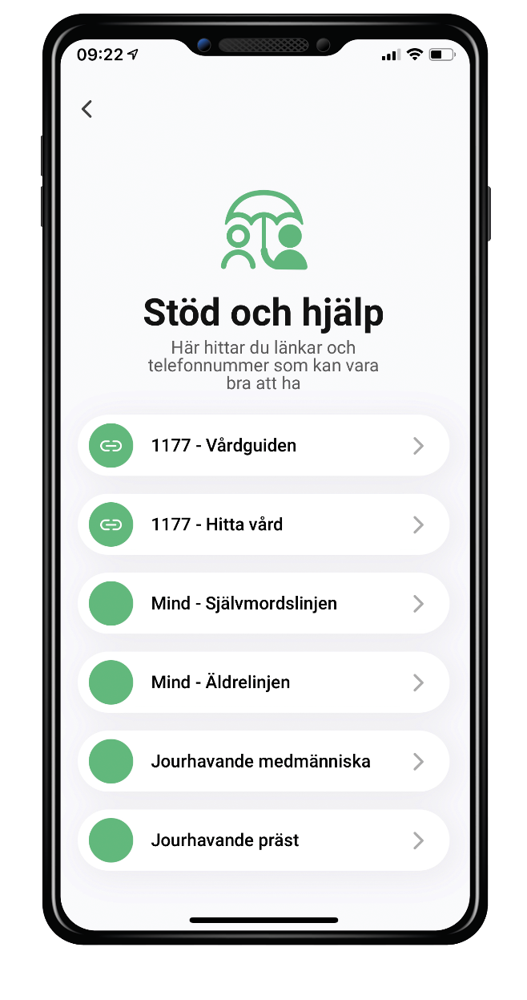 09:22
Stöd och hjälp
Här hittar du länkar och
telefonnummer som kan vara
bra att ha
1177 - Vårdguiden
1177 - Hitta vård
Mind - Självmordslinjen
Mind - Äldrelinjen
Jourhavande medmänniska
Jourhavande präst